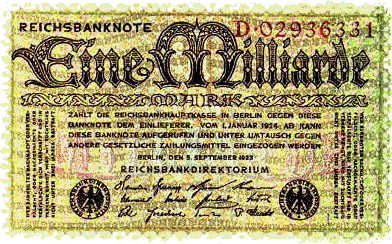 REICHSBANKNOTE D·02936331
Eine Milliarde
MARK
ZAHLT DIE REICHSBANKHAUPTKASSE IN BERLIN GEGEN DIESE
BANKNOTE DEM EINLIEFERER. VOM 1. JANUAR 1924 AB KANN
DIESE BANKNOTE AUFGERUFEN UND UNTER UMTAUSCH GEGEN
ANDERE GESETZLICHE ZAHLUNGSMITTEL EINGEZOGEN WERDEN
BERLIN, DEN 5. SEPTEMBER 1923
REICHSBANKDIREKTORIUM